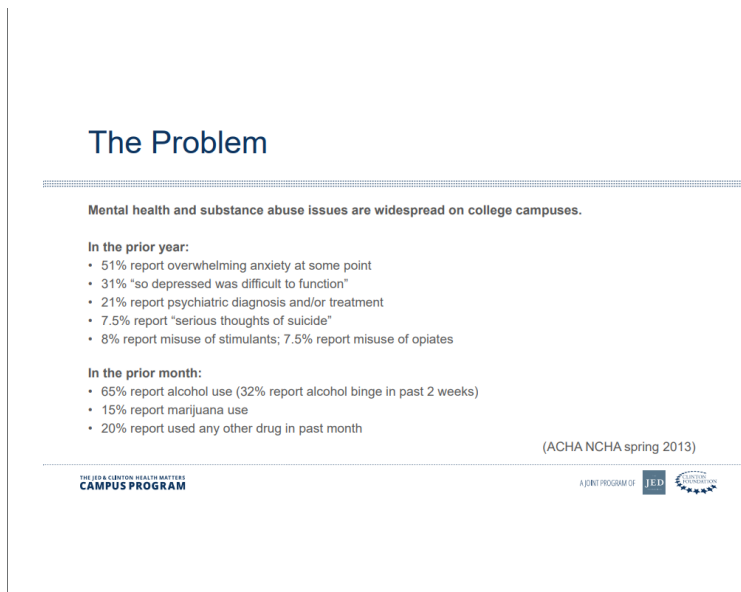 The Problem
Mental health and substance abuse issues are widespread on college campuses.
In the prior year:
• 51% report overwhelming anxiety at some point
• 31% “so depressed was difficult to function”
• 21% report psychiatric diagnosis and/or treatment
• 7.5% report “serious thoughts of suicide”
• 8% report misuse of stimulants; 7.5% report misuse of opiates
In the prior month:
• 65% report alcohol use (32% report alcohol binge in past 2 weeks)
• 15% report marijuana use
• 20% report used any other drug in past month
(ACHA NCHA spring 2013)
THE JED & CLINTON HEALTH MATTERS
CAMPUS PROGRAM
A JOINT PROGRAM OF
JED
CLINTON
FOUNDATION